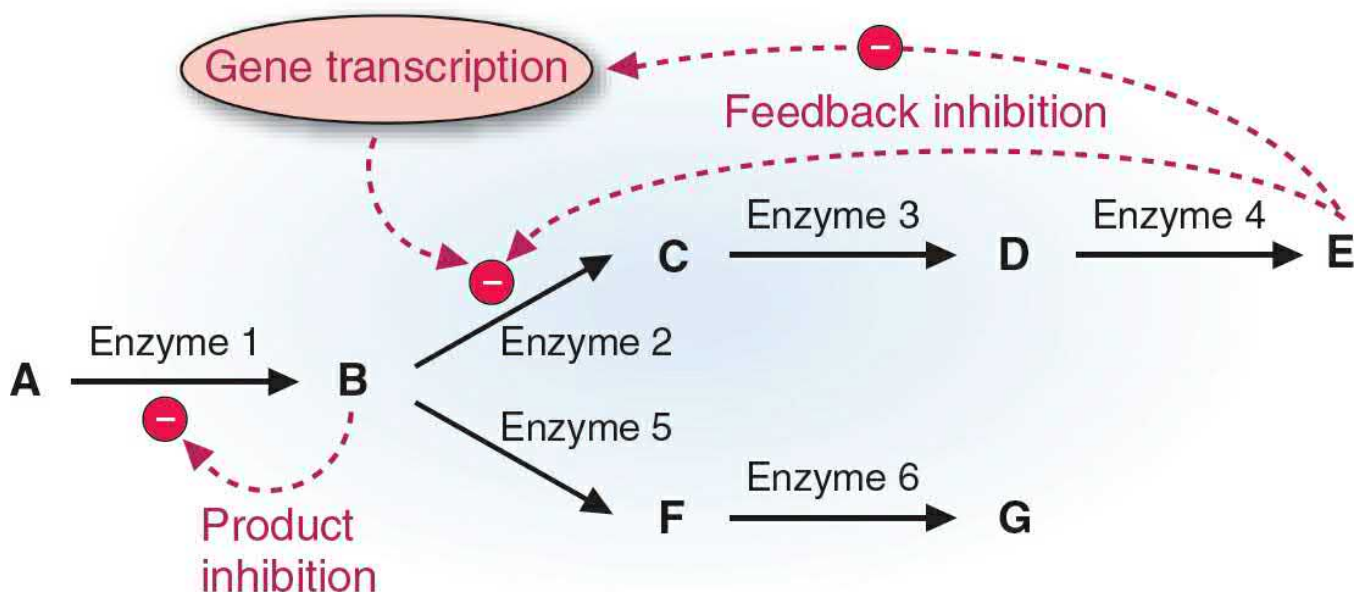 Gene transcription
−
Feedback inhibition
Enzyme 3
Enzyme 4
C
D
E
−
Enzyme 1
Enzyme 2
A
B
−
Enzyme 5
Enzyme 6
F
G
Product
inhibition